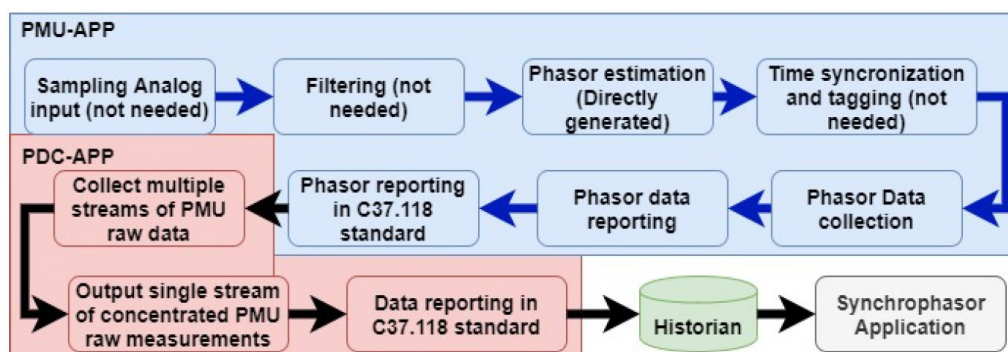 PMU-APP
Sampling Analog
input (not needed)
Filtering (not
needed)
Phasor estimation
(Directly
generated)
Time syncronization
and tagging (not
needed)
PDC-APP
Collect multiple
streams of PMU
raw data
Phasor reporting
in C37.118
standard
Phasor data
reporting
Phasor Data
collection
Output single stream
of concentrated PMU
raw measurements
Data reporting in
C37.118 standard
Historian
Synchrophasor
Application